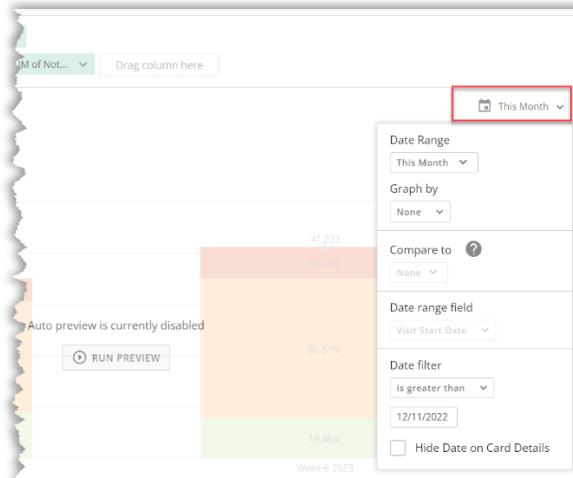 M of Not...
Drag column here
This Month
Date Range
This Month
Graph by
None
Compare to ?
None
Date range field
Visit Start Date
41,223
Auto preview is currently disabled
RUN PREVIEW
66.51%
Date filter
is greater than
12/11/2022
Hide Date on Card Details
18.46%
Week-6 2023